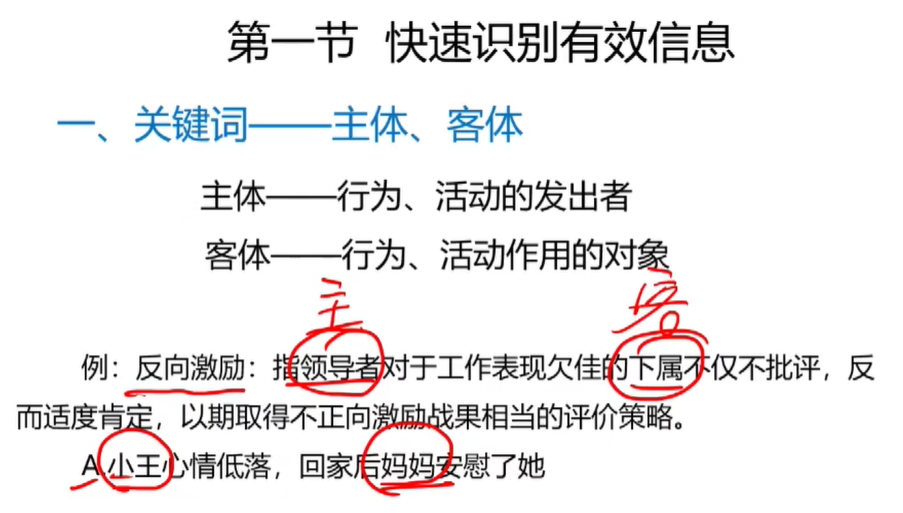 第一节 快速识别有效信息
一、关键词——主体、客体
主体——行为、活动的发出者
客体——行为、活动作用的对象
主 客
例：反向激励：指领导者对于工作表现欠佳的下属不仅不批评，反
而适度肯定，以期取得不正向激励战果相当的评价策略。
A.小王心情低落，回家后妈妈安慰了她